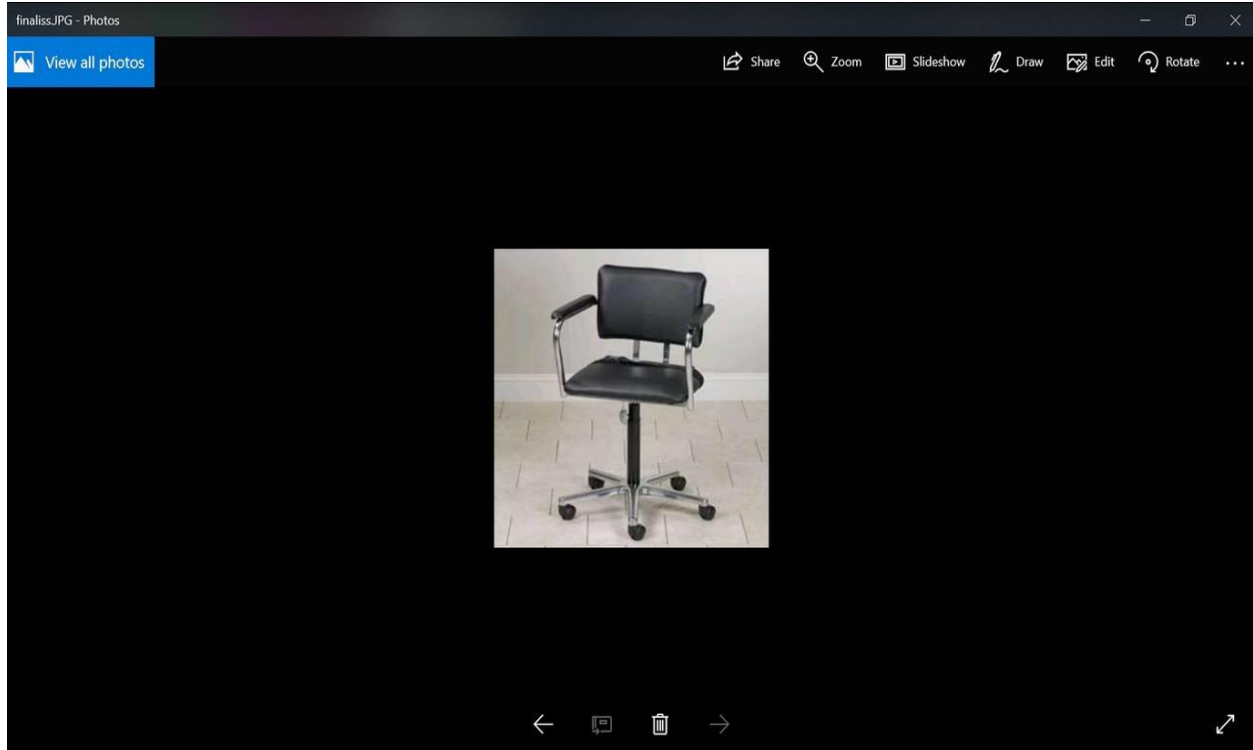 finaliss.JPG - Photos
View all photos
Share
Zoom
Slideshow
Draw
Edit
Rotate